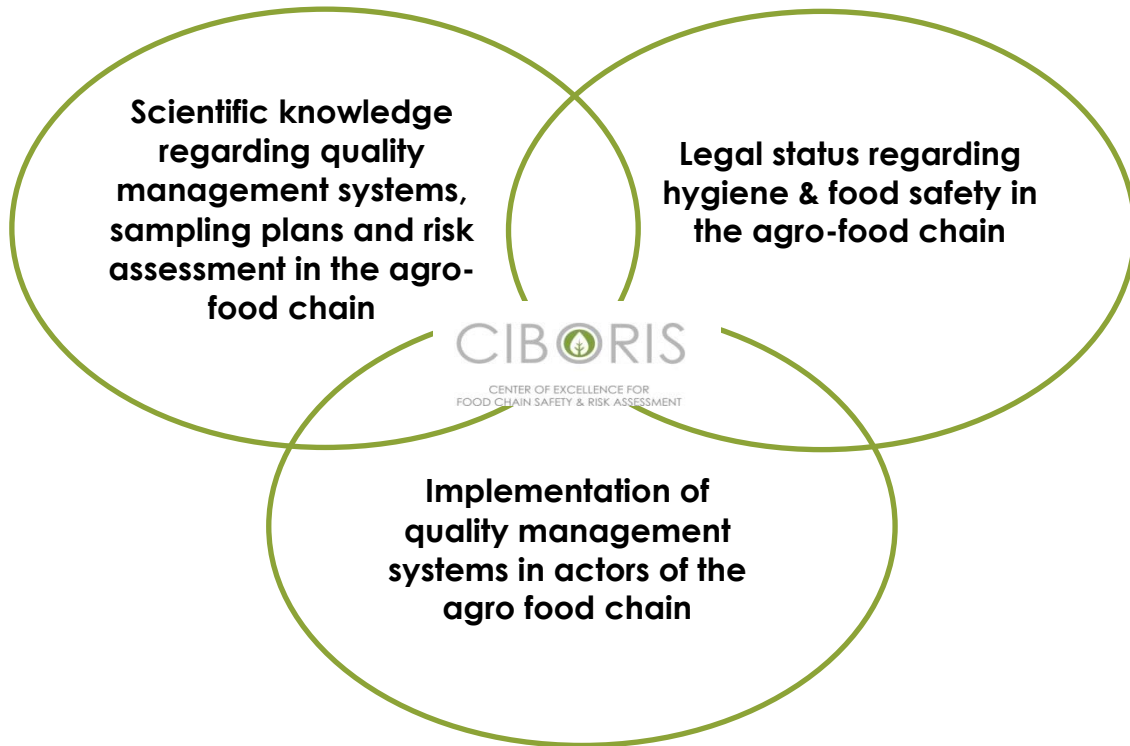 Scientific knowledge
regarding quality
management systems,
sampling plans and risk
assessment in the agro-
food chain
Legal status regarding
hygiene & food safety in
the agro-food chain
CIBORIS
CENTER OF EXCELLENCE FOR
FOOD CHAIN SAFETY & RISK ASSESSMENT
Implementation of
quality management
systems in actors of the
agro food chain